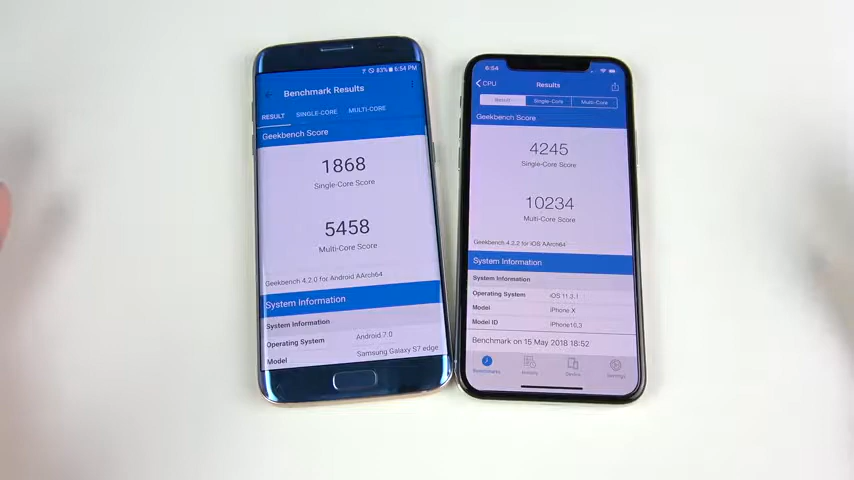 83% 6:54 PM
Benchmark Results
RESULT SINGLE-CORE MULTI-CORE
Geekbench Score
1868
Single-Core Score
5458
Multi-Core Score
Geekbench 4.2.0 for Android AArch64
System Information
System Information
Operating System Android 7.0
Model Samsung Galaxy S7 edge
6:54
CPU Results
Result Single-Core Multi-Core
Geekbench Score
4245
Single-Core Score
10234
Multi-Core Score
Geekbench 4.2.2 for iOS AArch64
System Information
System Information
Operating System iOS 11.3.1
Model iPhone X
Model ID iPhone10,3
Benchmark on 15 May 2018 18:52
Benchmarks History Device Settings